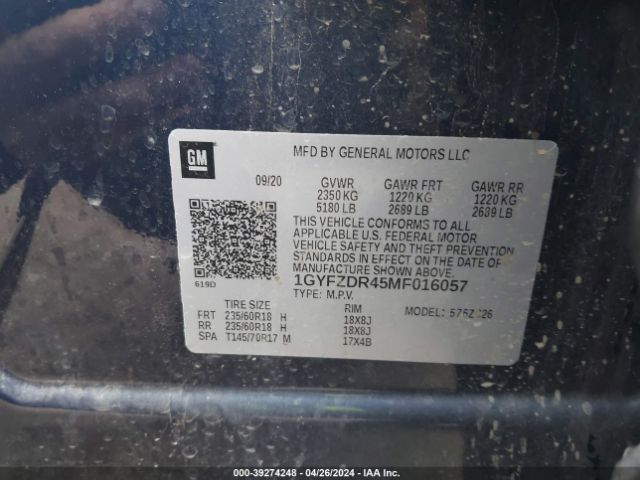 GM
MFD BY GENERAL MOTORS LLC
09/20
GVWR GAWR FRT GAWR RR
2350 KG 1220 KG 1220 KG
5180 LB 2689 LB 2689 LB
THIS VEHICLE CONFORMS TO ALL
APPLICABLE U.S. FEDERAL MOTOR
VEHICLE SAFETY AND THEFT PREVENTION
STANDARDS IN EFFECT ON THE DATE OF
MANUFACTURE SHOWN ABOVE.
619D
1GYFZDR45MF016057
TYPE: M.P.V.
TIRE SIZE RIM MODEL:
FRT 235/60R18 H 18X8J
RR 235/60R18 H 18X8J
SPA T145/70R17 M 17X4B
000-39274248 | 04/26/2024 | IAA Inc.